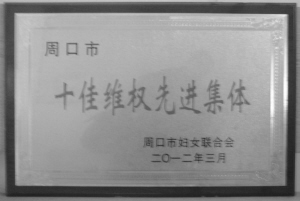 周口市
十佳维权先进集体
周口市妇女联合会
二〇一二年三月